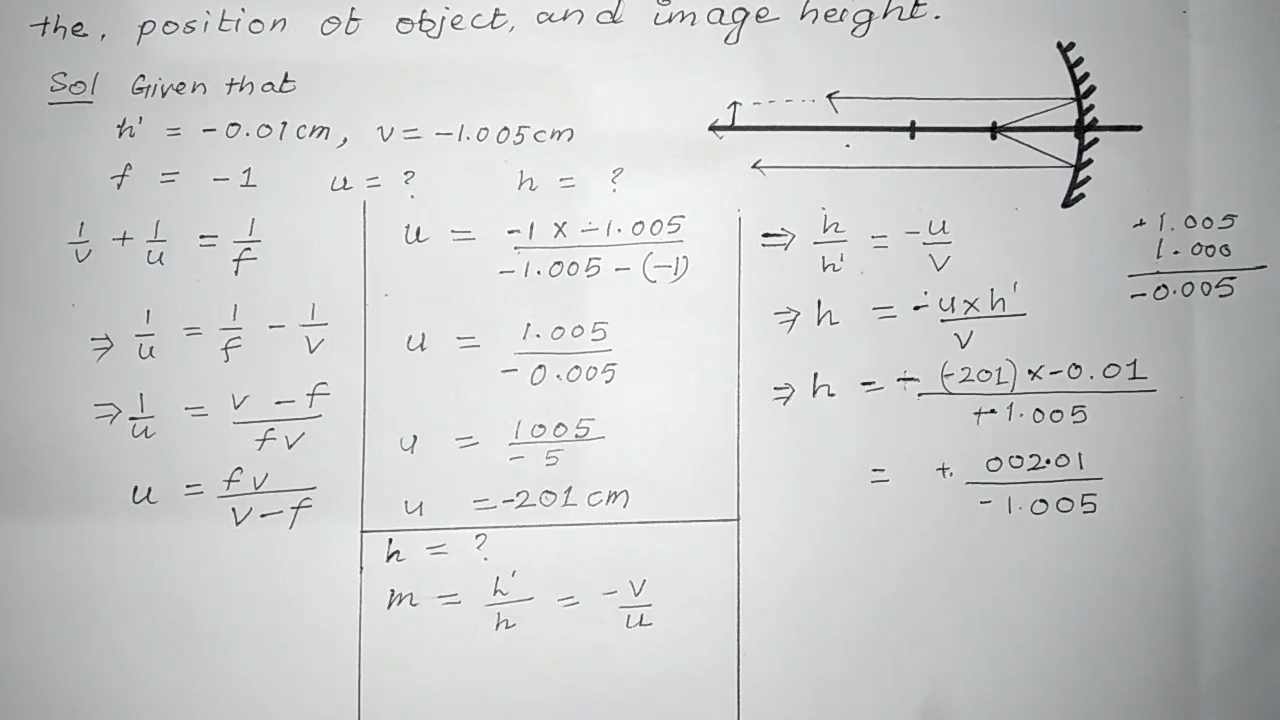 the, position of object, and image height.
Sol Given that
h' = -0.01cm, v = -1.005cm
f = -1 u = ? h = ?
1/v + 1/u = 1/f
⇒ 1/u = 1/f - 1/v
⇒ 1/u = v - f / fv
u = fv / v-f
u = -1 x -1.005 / -1.005 - (-1)
u = 1.005 / -0.005
u = 1005 / -5
u = -201 cm
h = ?
m = h'/h = -v/u
⇒ h/h' = -u/v
⇒ h = -u x h' / v
⇒ h = - (-201) x -0.01 / -1.005
= + 002.01 / -1.005
+1.005
1.000
-0.005